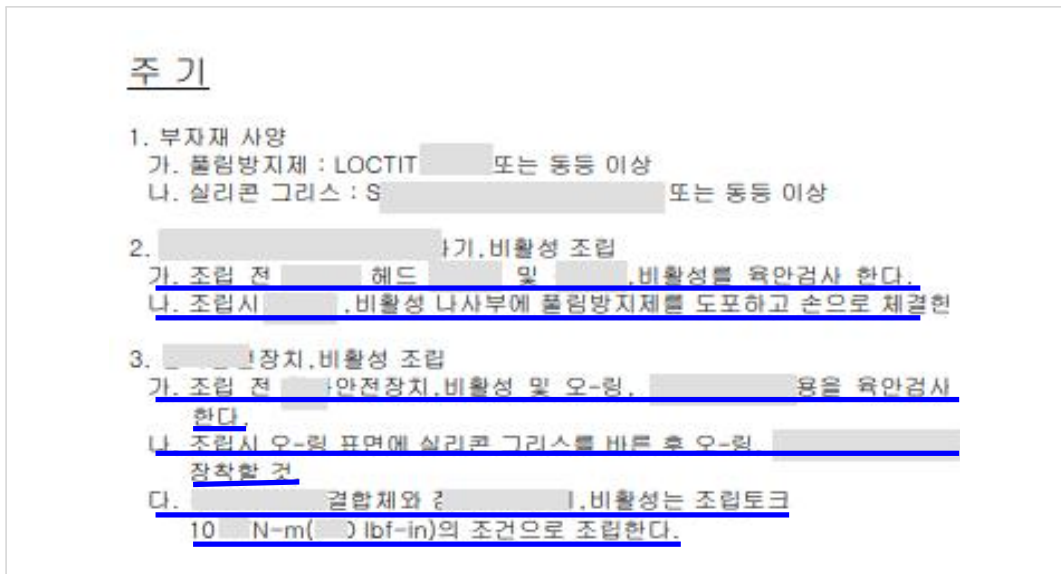 주 기
1. 부자재 사양
가. 풀림방지제 : LOCTIT 또는 동등 이상
나. 실리콘 그리스 : S 또는 동등 이상
2. 기,비활성 조립
가. 조립 전 헤드 및 ,비활성를 육안검사 한다.
나. 조립시 ,비활성 나사부에 풀림방지제를 도포하고 손으로 체결한
3. 장치,비활성 조립
가. 조립 전 안전장치,비활성 및 오-링, 용을 육안검사
한다.
나. 조립시 오-링 표면에 실리콘 그리스를 바른 후 오-링,
장착할 것
다. 결합체와 ,비활성는 조립토크
10 N-m( 0 lbf-in)의 조건으로 조립한다.